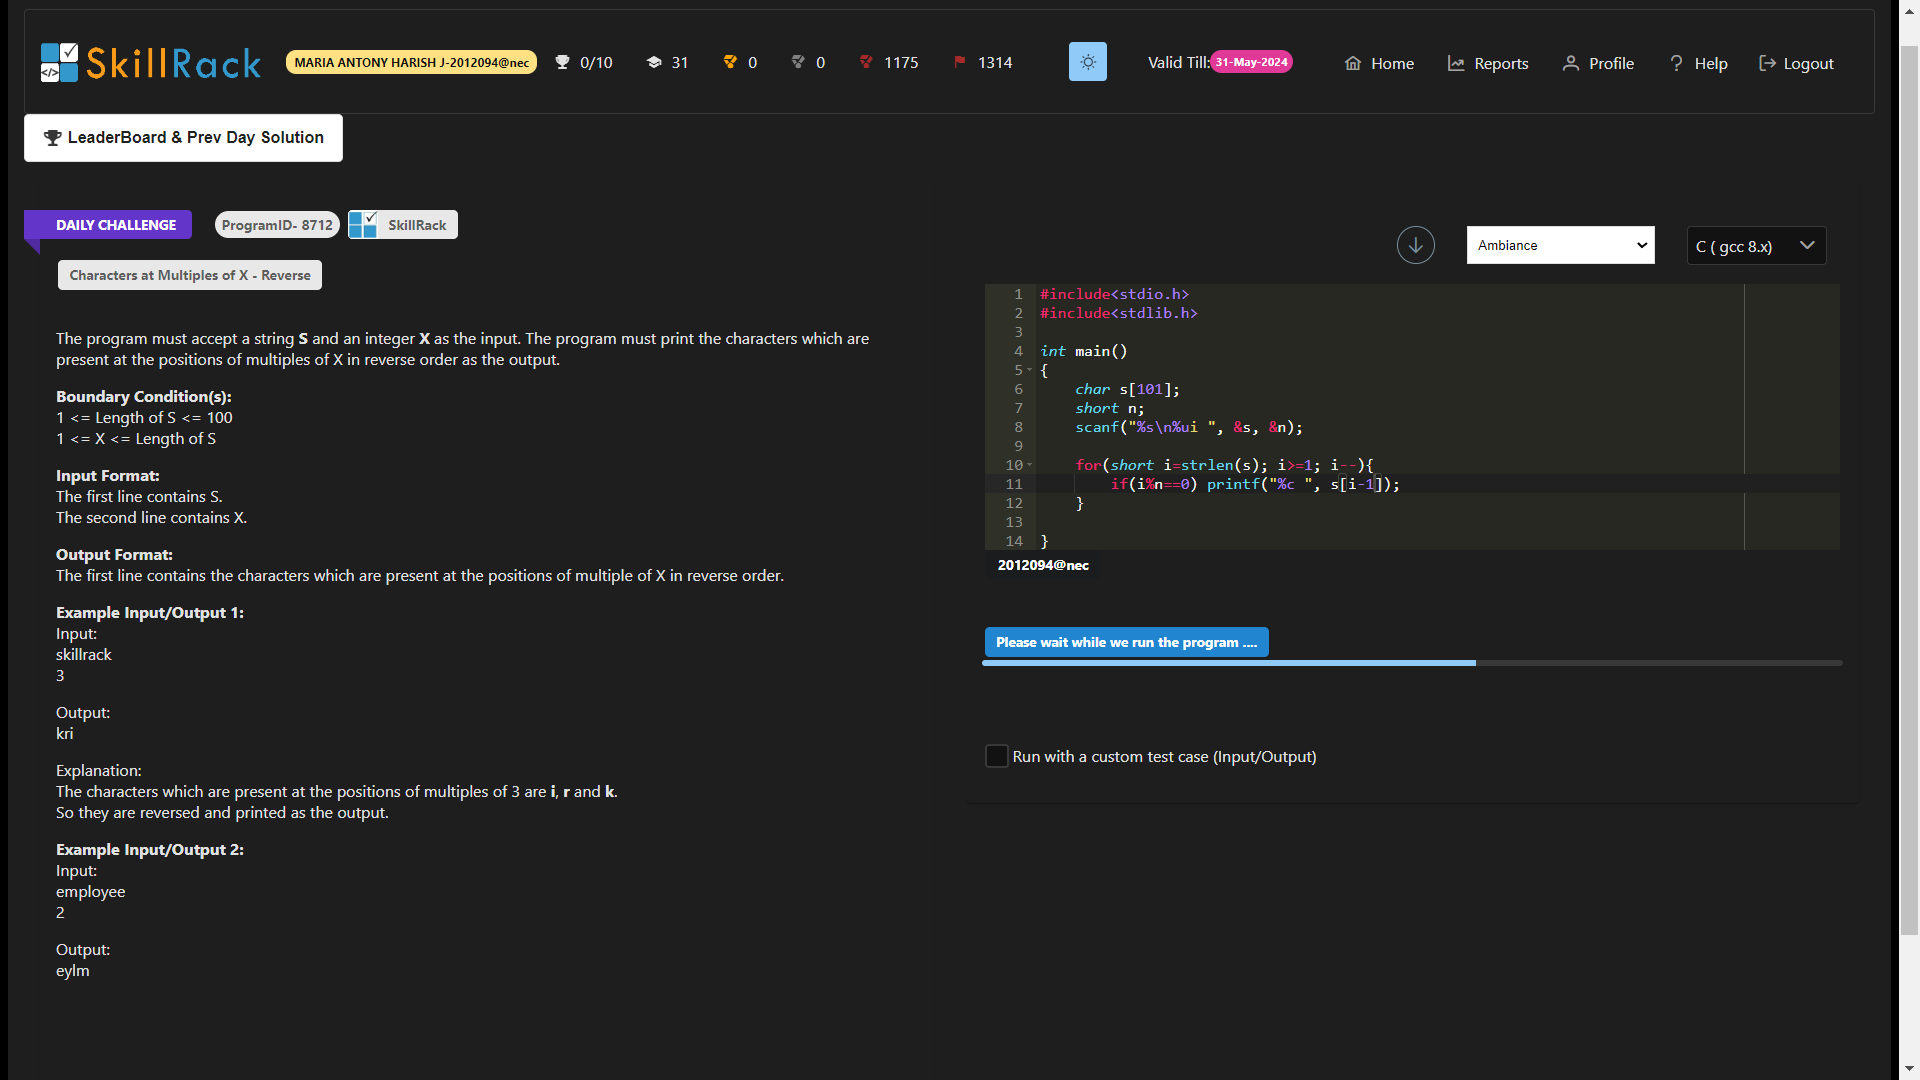 SkillRack
MARIA ANTONY HARISH J-2012094@nec 0/10 31 0 0 1175 1314 Valid Till: 31-May-2024 Home Reports Profile Help Logout
LeaderBoard & Prev Day Solution
DAILY CHALLENGE ProgramID- 8712 SkillRack
Characters at Multiples of X - Reverse
The program must accept a string S and an integer X as the input. The program must print the characters which are
present at the positions of multiples of X in reverse order as the output.
Boundary Condition(s):
1 <= Length of S <= 100
1 <= X <= Length of S
Input Format:
The first line contains S.
The second line contains X.
Output Format:
The first line contains the characters which are present at the positions of multiple of X in reverse order.
Example Input/Output 1:
Input:
skillrack
3
Output:
kri
Explanation:
The characters which are present at the positions of multiples of 3 are i, r and k.
So they are reversed and printed as the output.
Example Input/Output 2:
Input:
employee
2
Output:
eylm
Ambiance C ( gcc 8.x)
1 #include<stdio.h>
2 #include<stdlib.h>
3
4 int main()
5 {
6 char s[101];
7 short n;
8 scanf("%s\n%ui ", &s, &n);
9
10 for(short i=strlen(s); i>=1; i--){
11 if(i%n==0) printf("%c ", s[i-1]);
12 }
13
14 }
2012094@nec
Please wait while we run the program ....
Run with a custom test case (Input/Output)